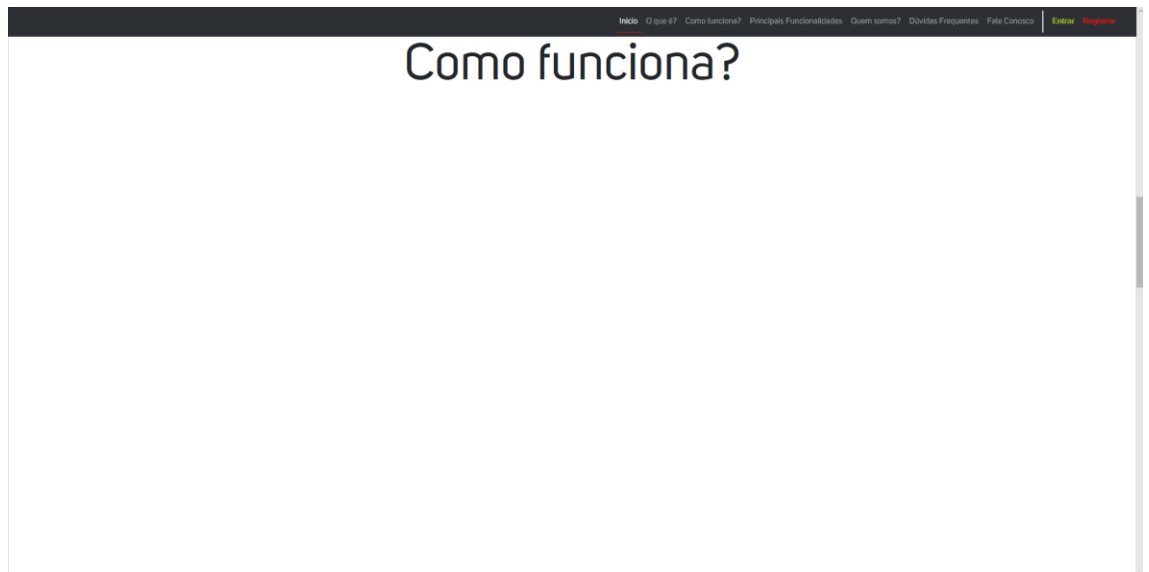 Início O que é? Como funciona? Principais Funcionalidades Quem somos? Dúvidas Frequentes Fale Conosco Entrar Registrar
Como funciona?